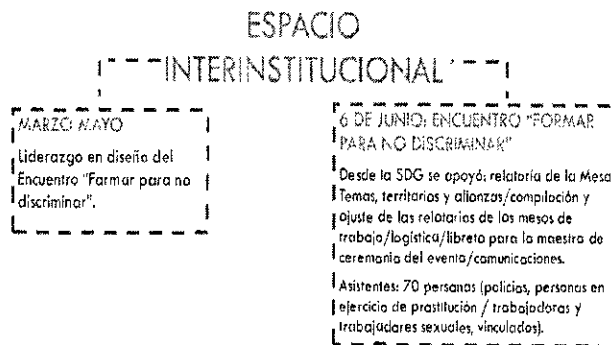 ESPACIO
INTERINSTITUCIONAL
MARZO MAYO
Liderazgo en diseño del
Encuentro "Formar para no
discriminar".
6 DE JUNIO: ENCUENTRO "FORMAR
PARA NO DISCRIMINAR"
Desde la SDG se apoyó: relatoría de la Mesa
Temas, territorios y alianzas/compilación y
ajuste de las relatorías de las mesas de
trabajo/logística/libreto para la maestra de
ceremonia del evento/comunicaciones.
Asistentes: 70 personas (policías, personas en
ejercicio de prostitución / trabajadoras y
trabajadores sexuales, vinculados).